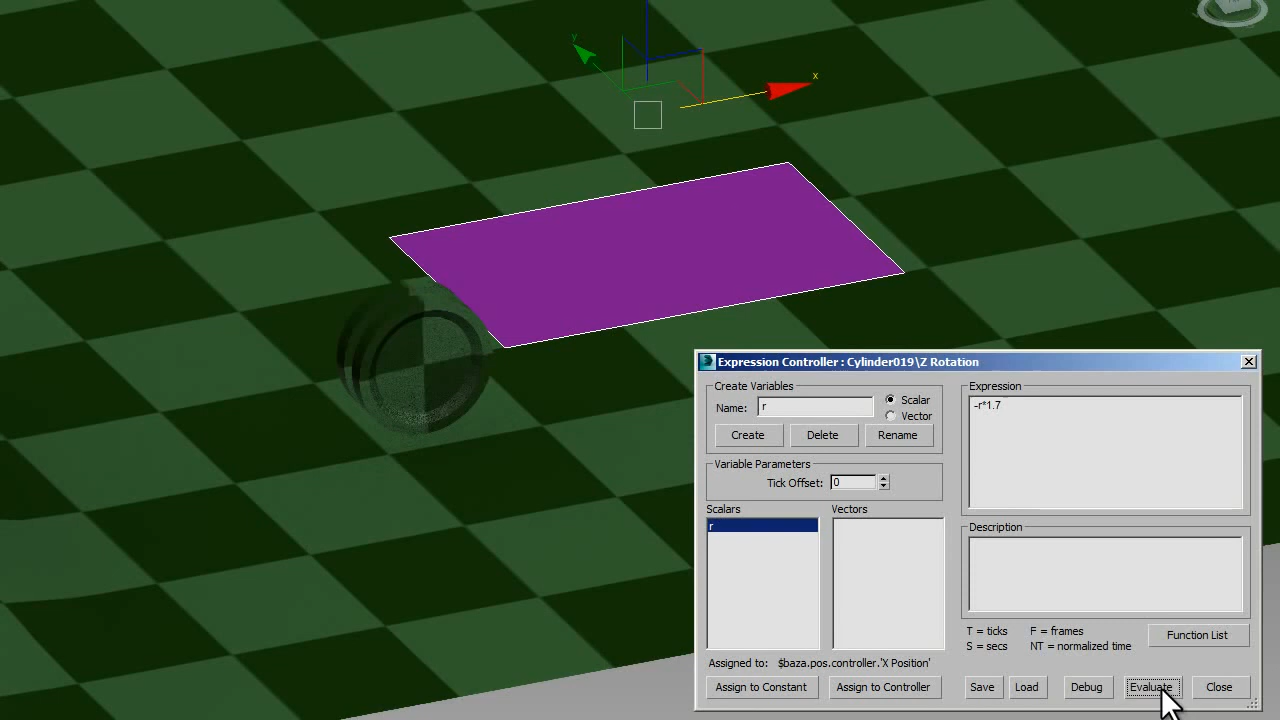 y
x
Expression Controller : Cylinder019\Z Rotation
Create Variables
Name: r
Scalar
Vector
Create Delete Rename
Variable Parameters
Tick Offset: 0
Scalars Vectors
r
Assigned to: $baza.pos.controller.'X Position'
Assign to Constant Assign to Controller
Expression
-r*1.7
Description
T = ticks F = frames
S = secs NT = normalized time
Function List
Save Load Debug Evaluate Close